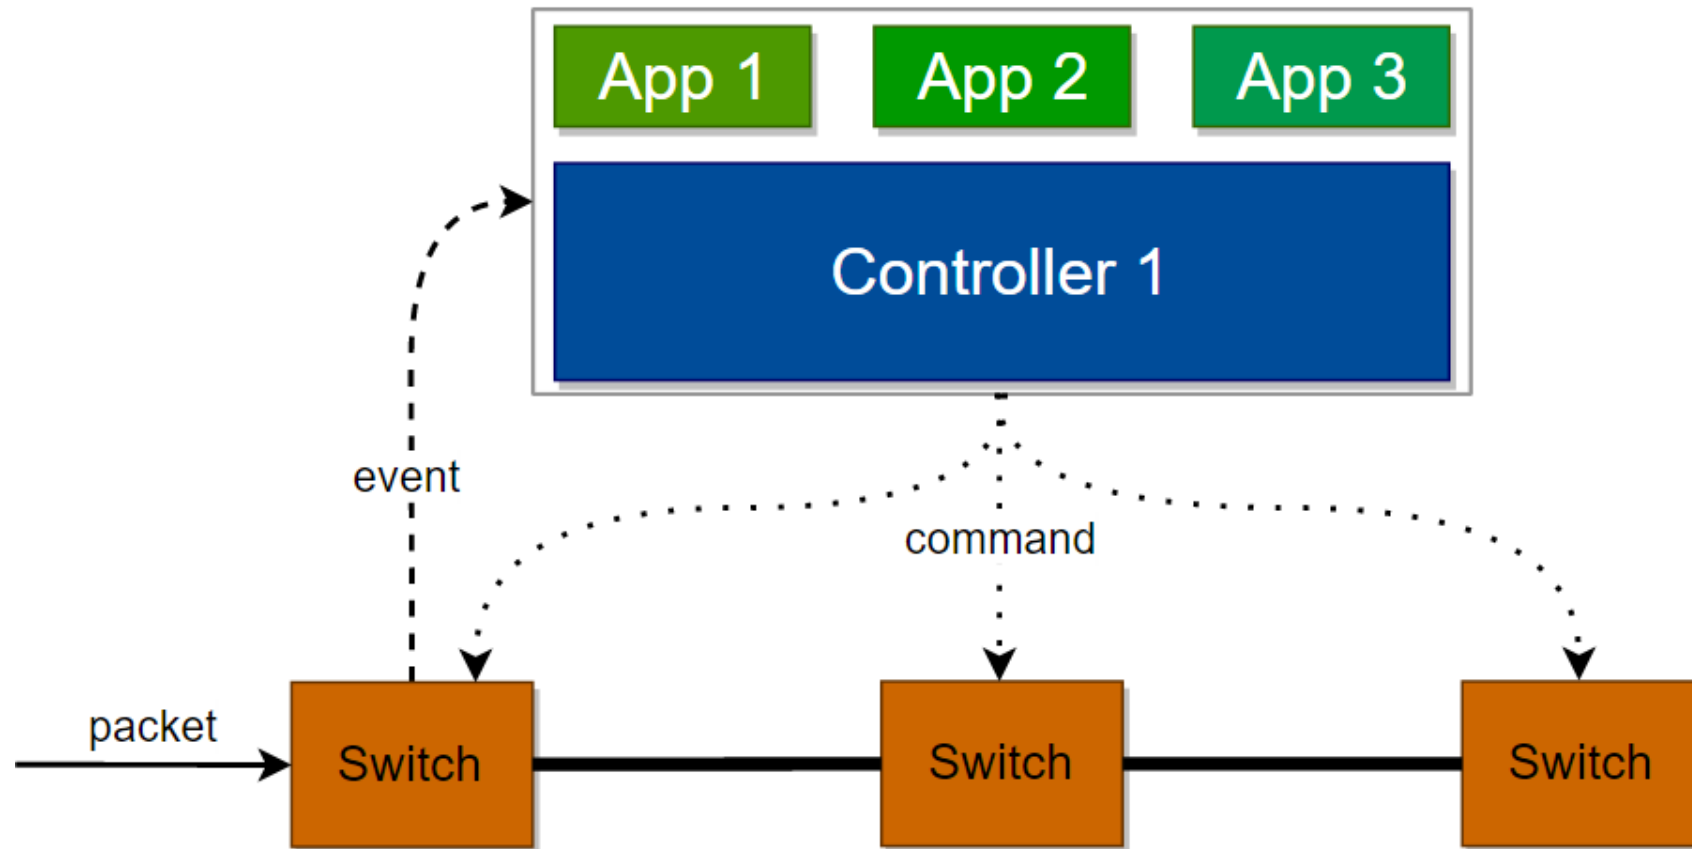 App 1
App 2
App 3
Controller 1
event
command
packet
Switch
Switch
Switch